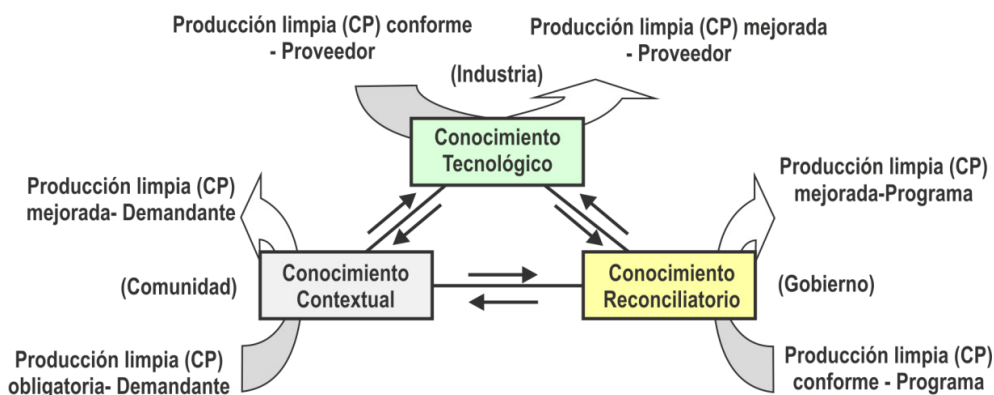 Producción limpia (CP) conforme
- Proveedor
Producción limpia (CP) mejorada
- Proveedor
(Industria)
Conocimiento
Tecnológico
Producción limpia (CP)
mejorada- Demandante
Producción limpia (CP)
mejorada-Programa
(Comunidad)
Conocimiento
Contextual
Conocimiento
Reconciliatorio
(Gobierno)
Producción limpia (CP)
obligatoria- Demandante
Producción limpia (CP)
conforme - Programa